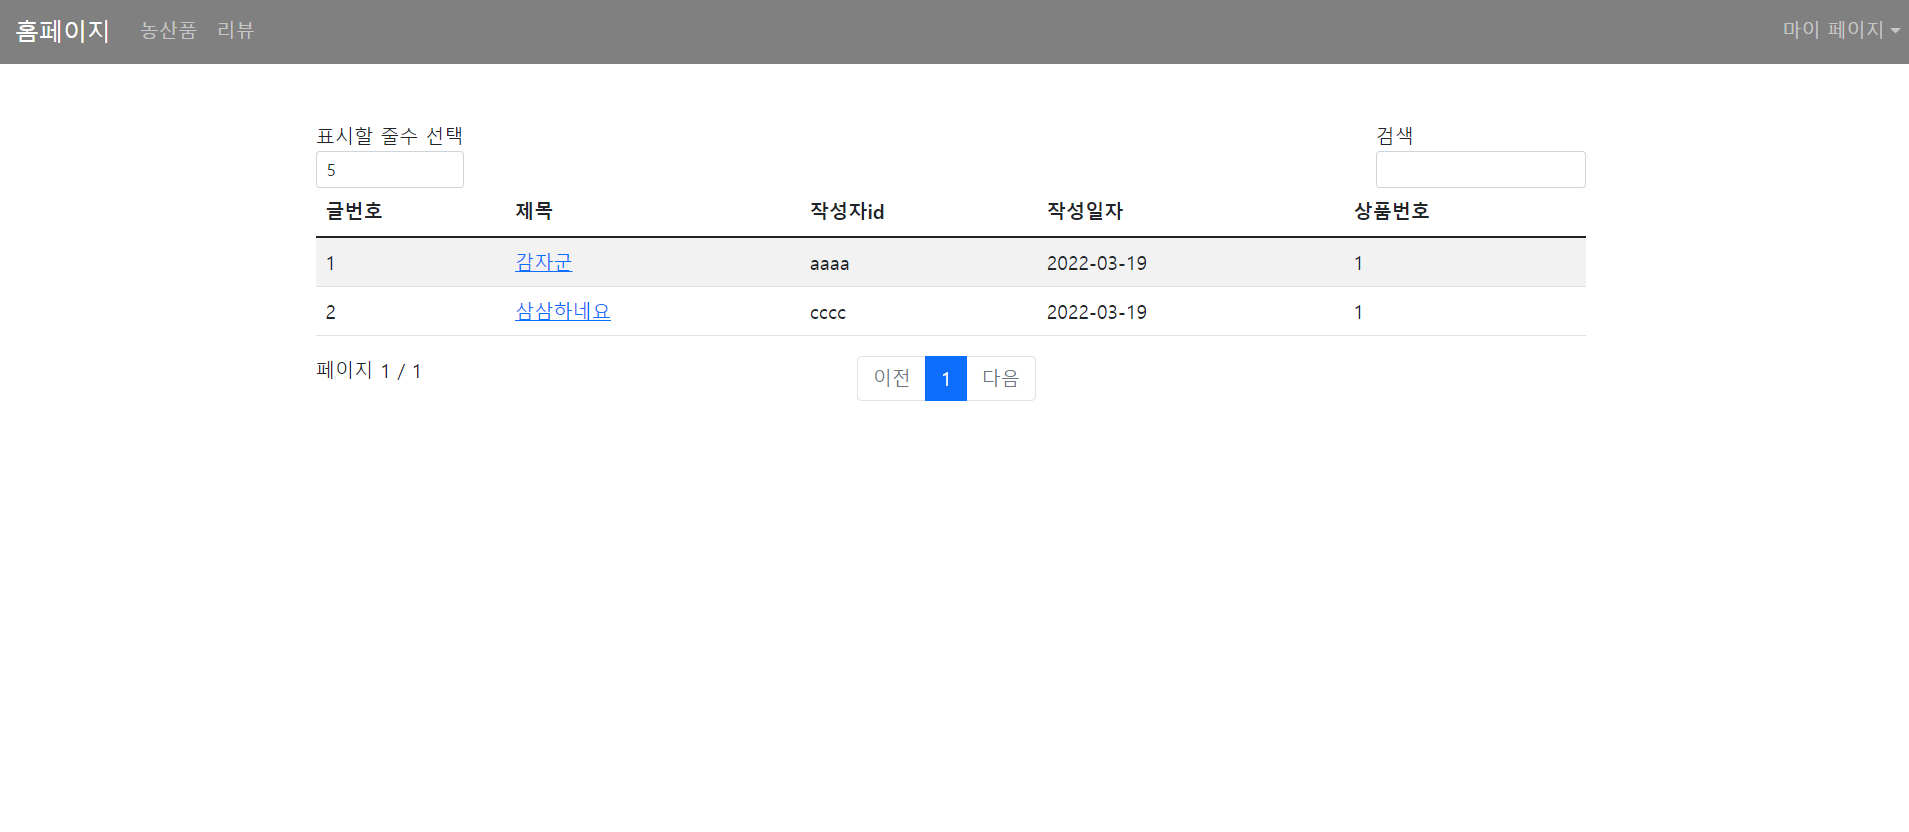 홈페이지 농산품 리뷰 마이 페이지
표시할 줄수 선택 검색
5
글번호 제목 작성자id 작성일자 상품번호
1 감자군 aaaa 2022-03-19 1
2 삼삼하네요 cccc 2022-03-19 1
페이지 1 / 1 이전 1 다음